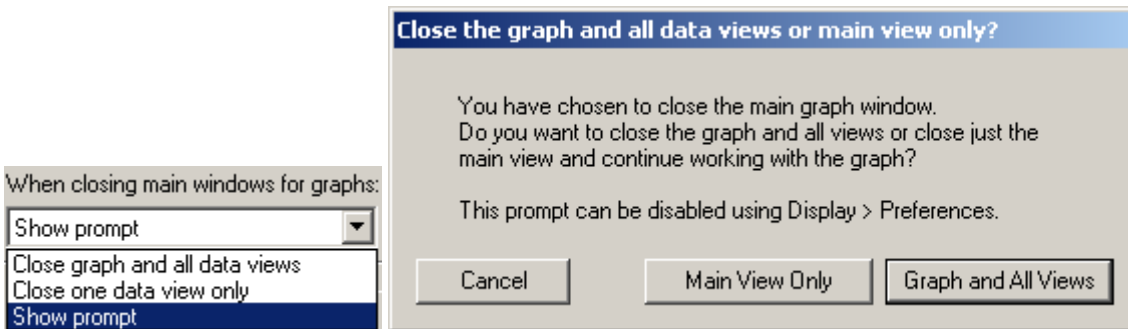 When closing main windows for graphs:
Show prompt
Close graph and all data views
Close one data view only
Show prompt
Close the graph and all data views or main view only?
You have chosen to close the main graph window.
Do you want to close the graph and all views or close just the
main view and continue working with the graph?
This prompt can be disabled using Display > Preferences.
Cancel
Main View Only
Graph and All Views